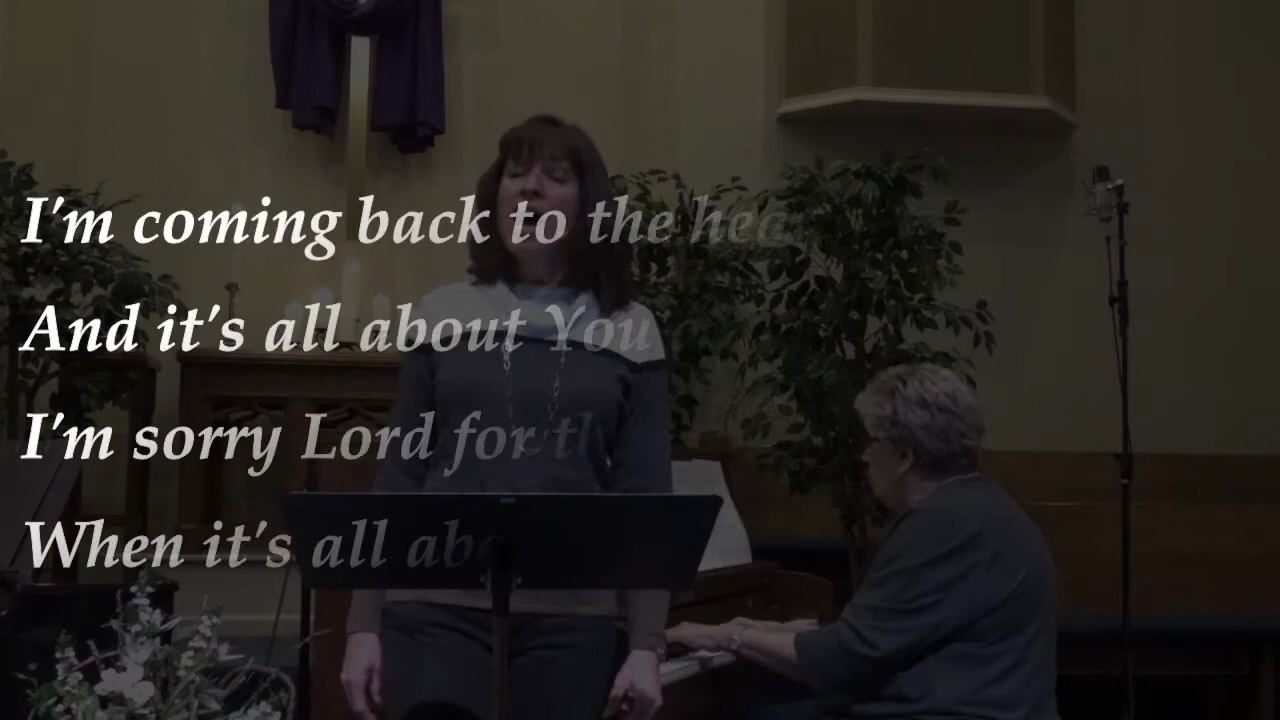 I'm coming back to the
And it's all about You
I'm sorry Lord for
When it's all